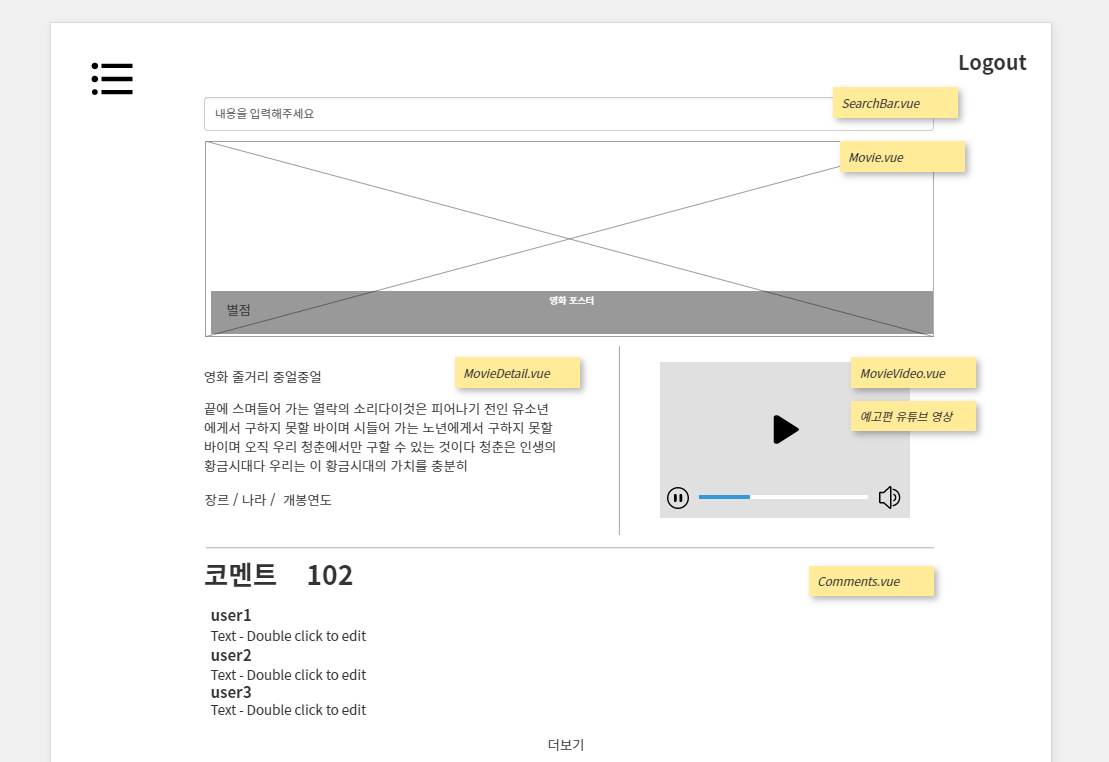 Logout
SearchBar.vue
내용을 입력해주세요
Movie.vue
영화 포스터
별점
영화 줄거리 중얼중얼
MovieDetail.vue
끝에 스며들어 가는 열락의 소리다이것은 피어나기 전인 유소년
에게서 구하지 못할 바이며 시들어 가는 노년에게서 구하지 못할
바이며 오직 우리 청춘에서만 구할 수 있는 것이다 청춘은 인생의
황금시대다 우리는 이 황금시대의 가치를 충분히
장르 / 나라 / 개봉연도
MovieVideo.vue
예고편 유튜브 영상
코멘트 102
Comments.vue
user1
Text - Double click to edit
user2
Text - Double click to edit
user3
Text - Double click to edit
더보기